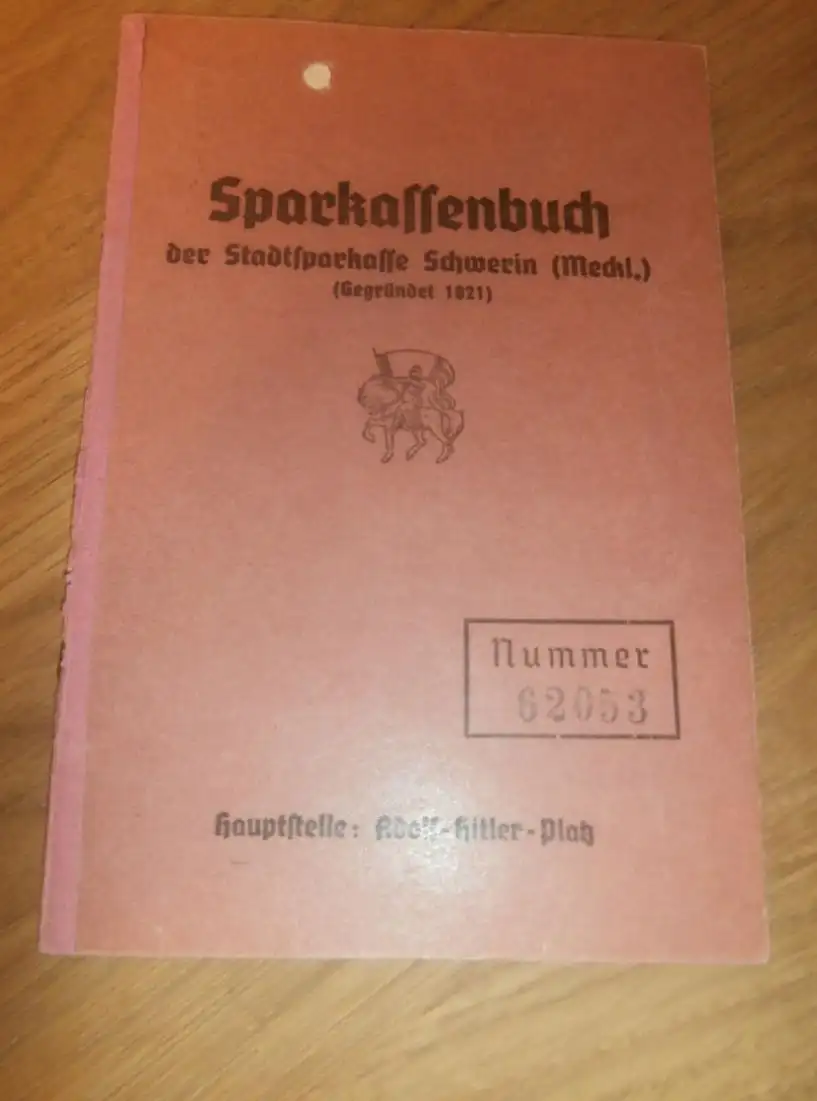 Sparkaſſenbuch
der Stadtſparkaſſe Schwerin (Meckl.)
(Gegründet 1821)
Nummer
62053
Hauptſtelle: Adolf-Hitler-Platz